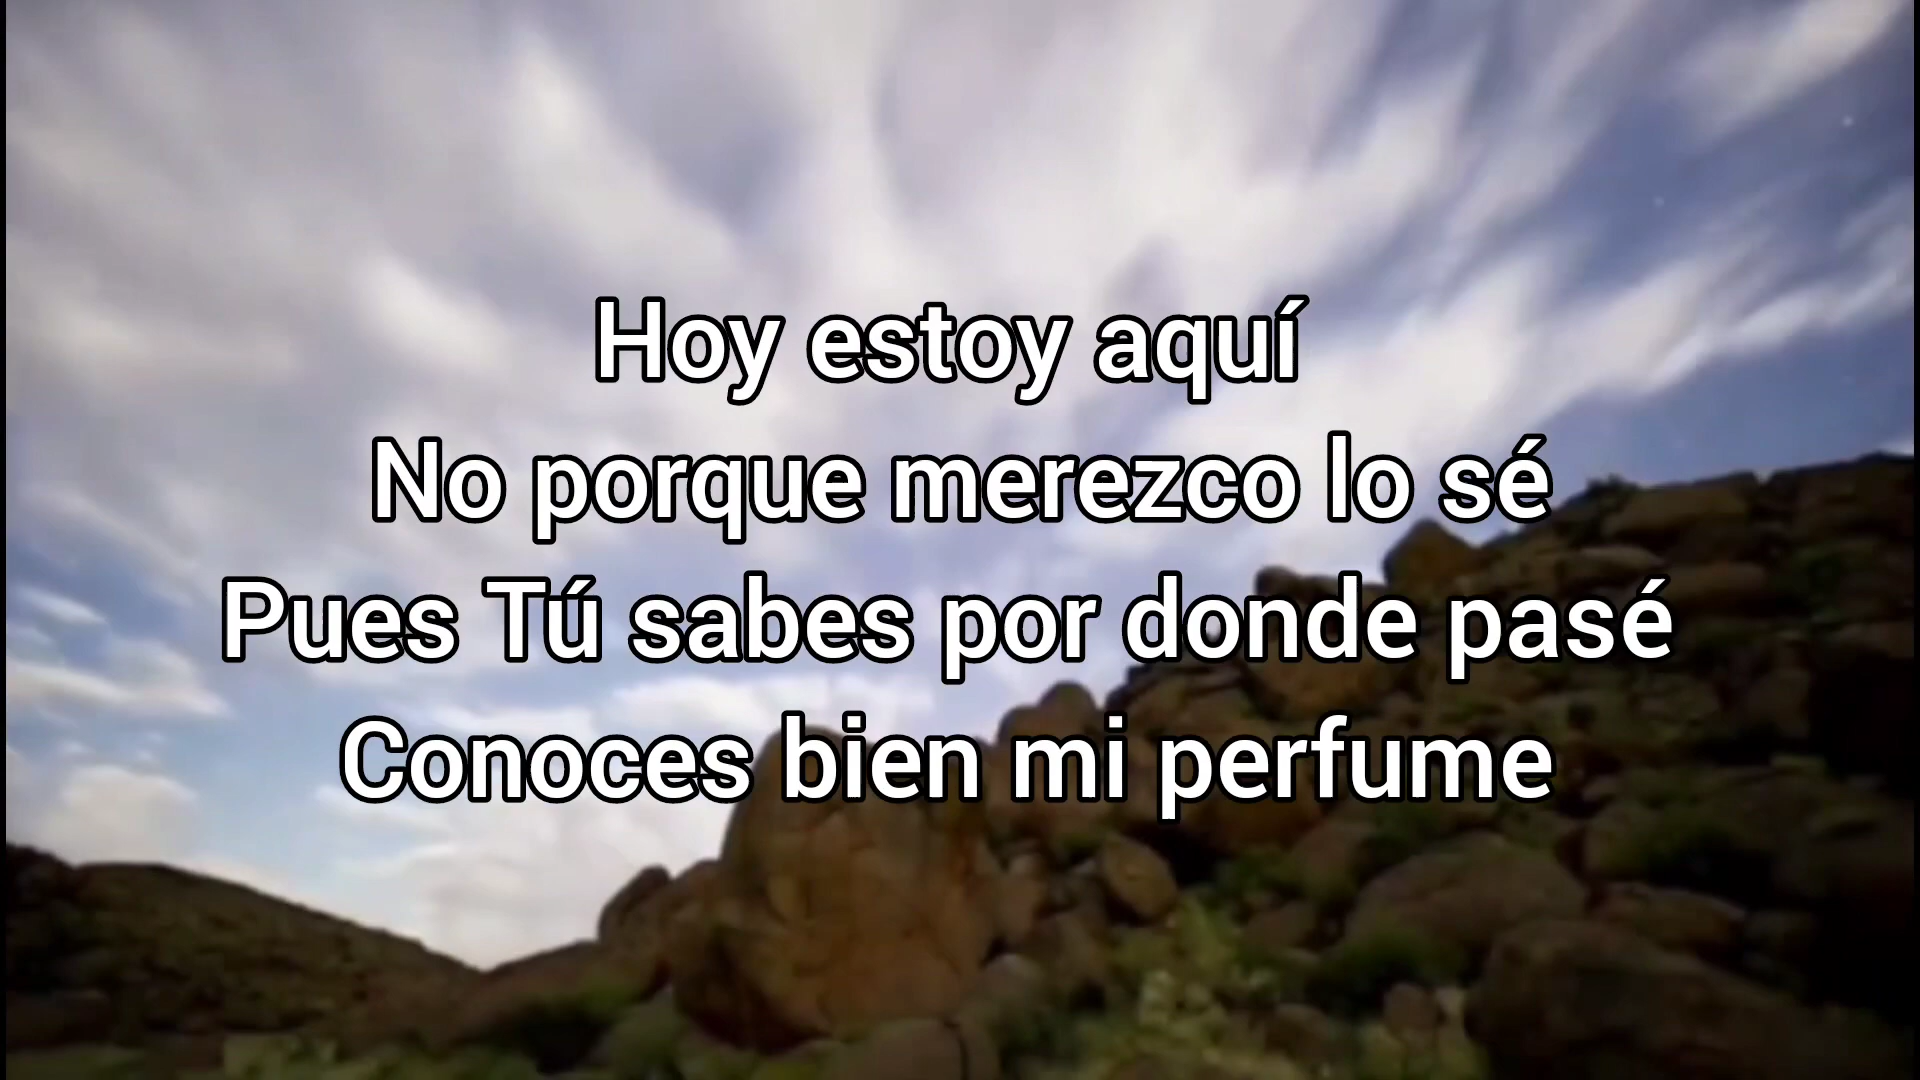 Hoy estoy aquí
No porque merezco lo sé
Pues Tú sabes por donde pasé
Conoces bien mi perfume